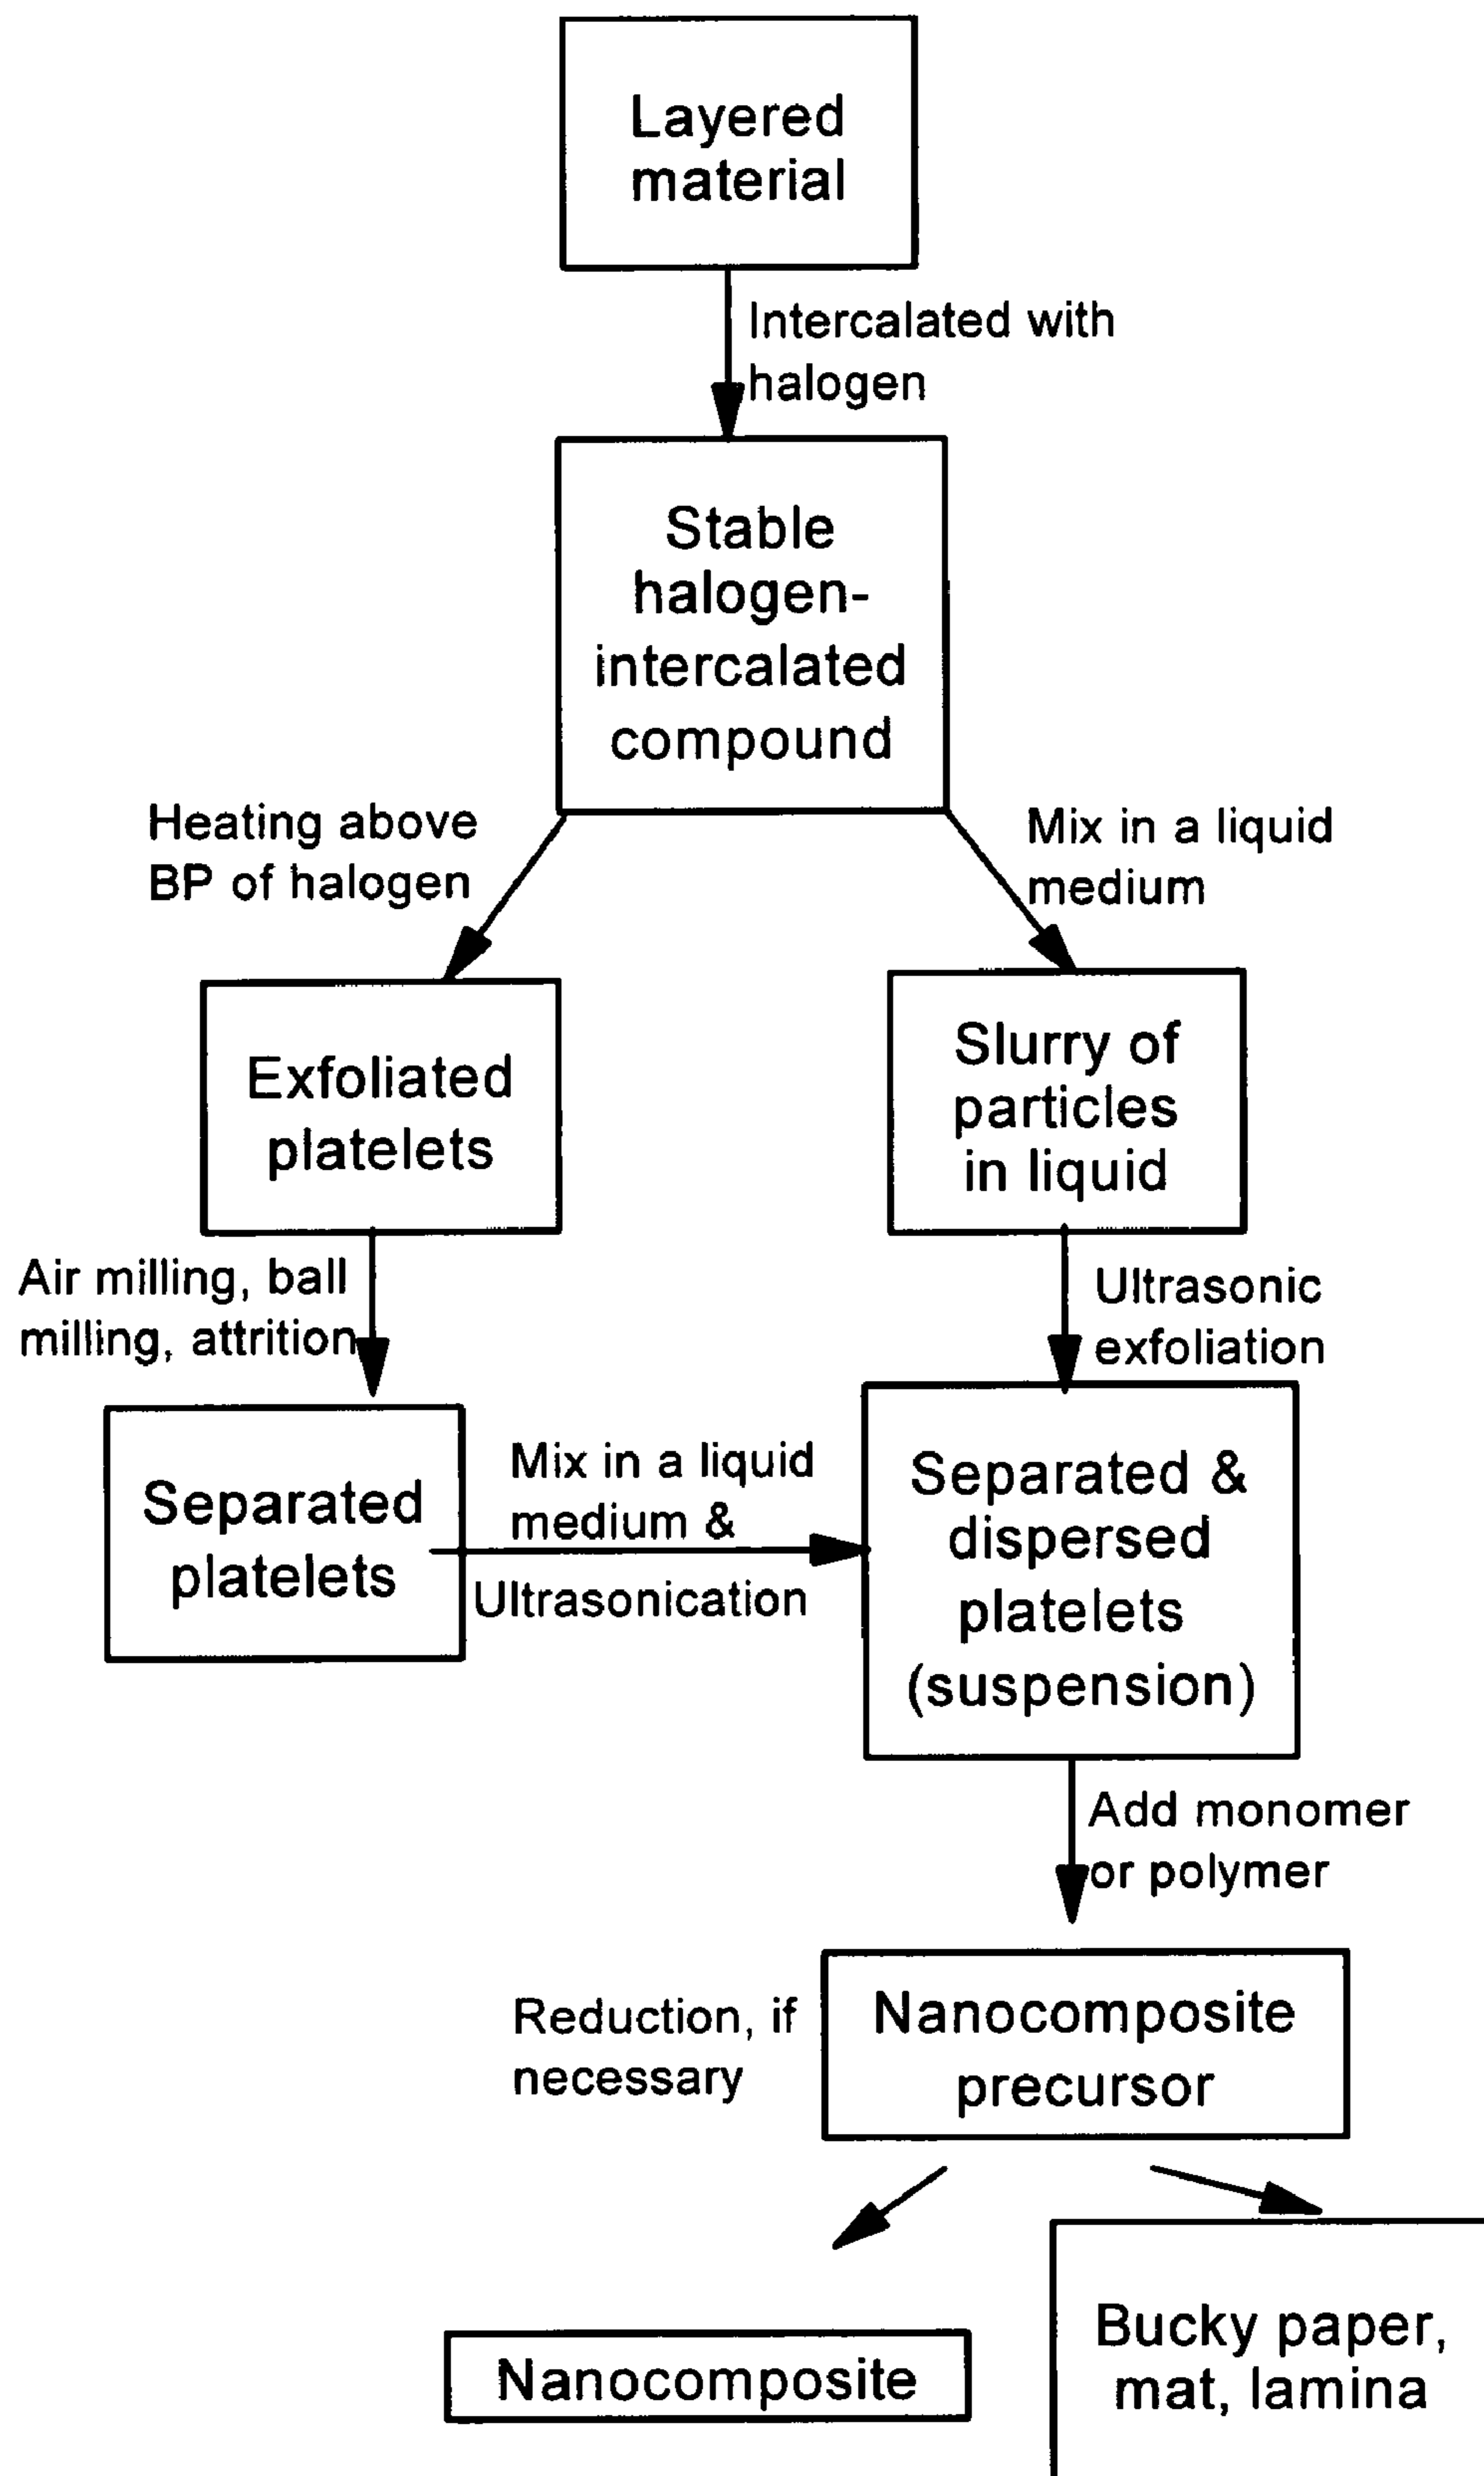 Layered
material
Intercalated with
halogen
Stable
halogen-
intercalated
compound
Heating above
BP of halogen
Mix in a liquid
medium
Exfoliated
platelets
Slurry of
particles
in liquid
Air milling, ball
milling, attrition
Ultrasonic
exfoliation
Separated
platelets
Mix in a liquid
medium &
Ultrasonication
Separated &
dispersed
platelets
(suspension)
Add monomer
or polymer
Reduction, if
necessary
Nanocomposite
precursor
Nanocomposite
Bucky paper,
mat, lamina